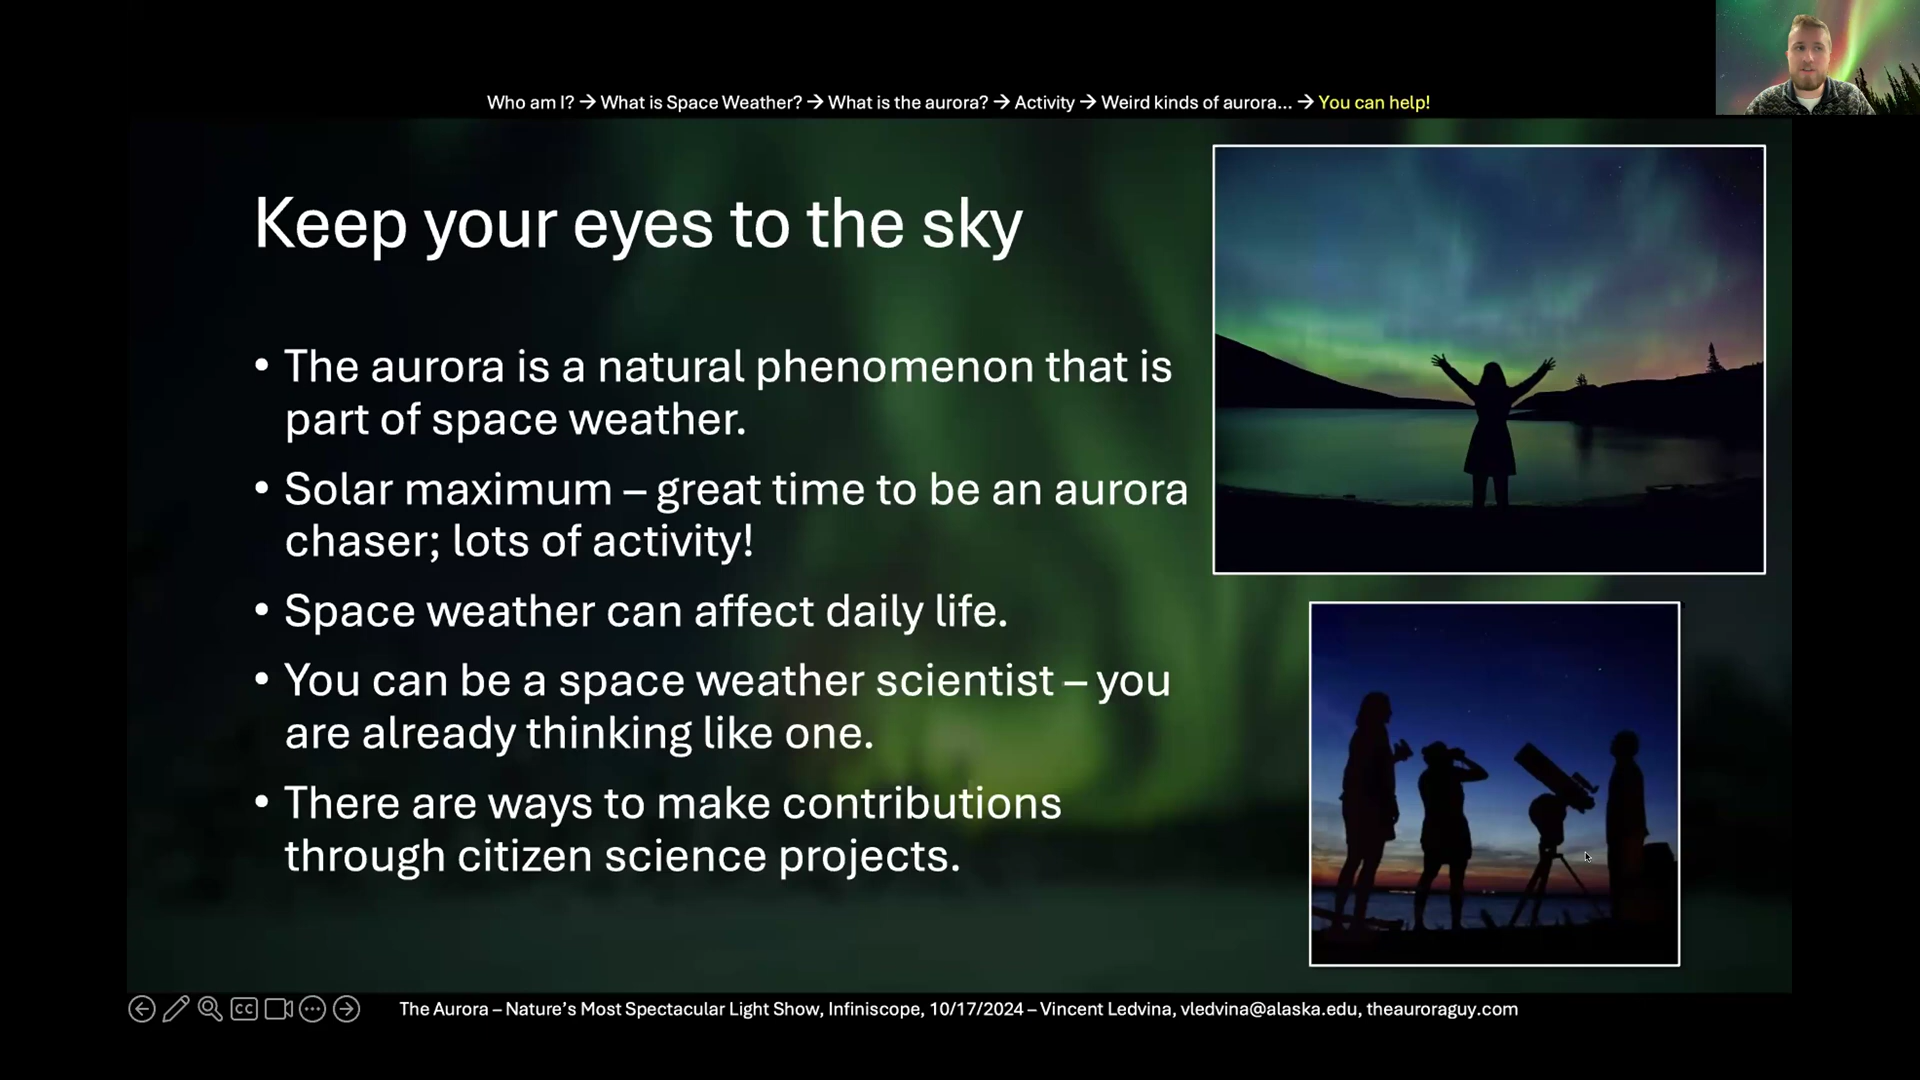 Who am I? → What is Space Weather? → What is the aurora? → Activity → Weird kinds of aurora... → You can help!
Keep your eyes to the sky
• The aurora is a natural phenomenon that is
part of space weather.
• Solar maximum – great time to be an aurora
chaser; lots of activity!
• Space weather can affect daily life.
• You can be a space weather scientist – you
are already thinking like one.
• There are ways to make contributions
through citizen science projects.
CC
The Aurora – Nature's Most Spectacular Light Show, Infiniscope, 10/17/2024 – Vincent Ledvina, vledvina@alaska.edu, theauroraguy.com